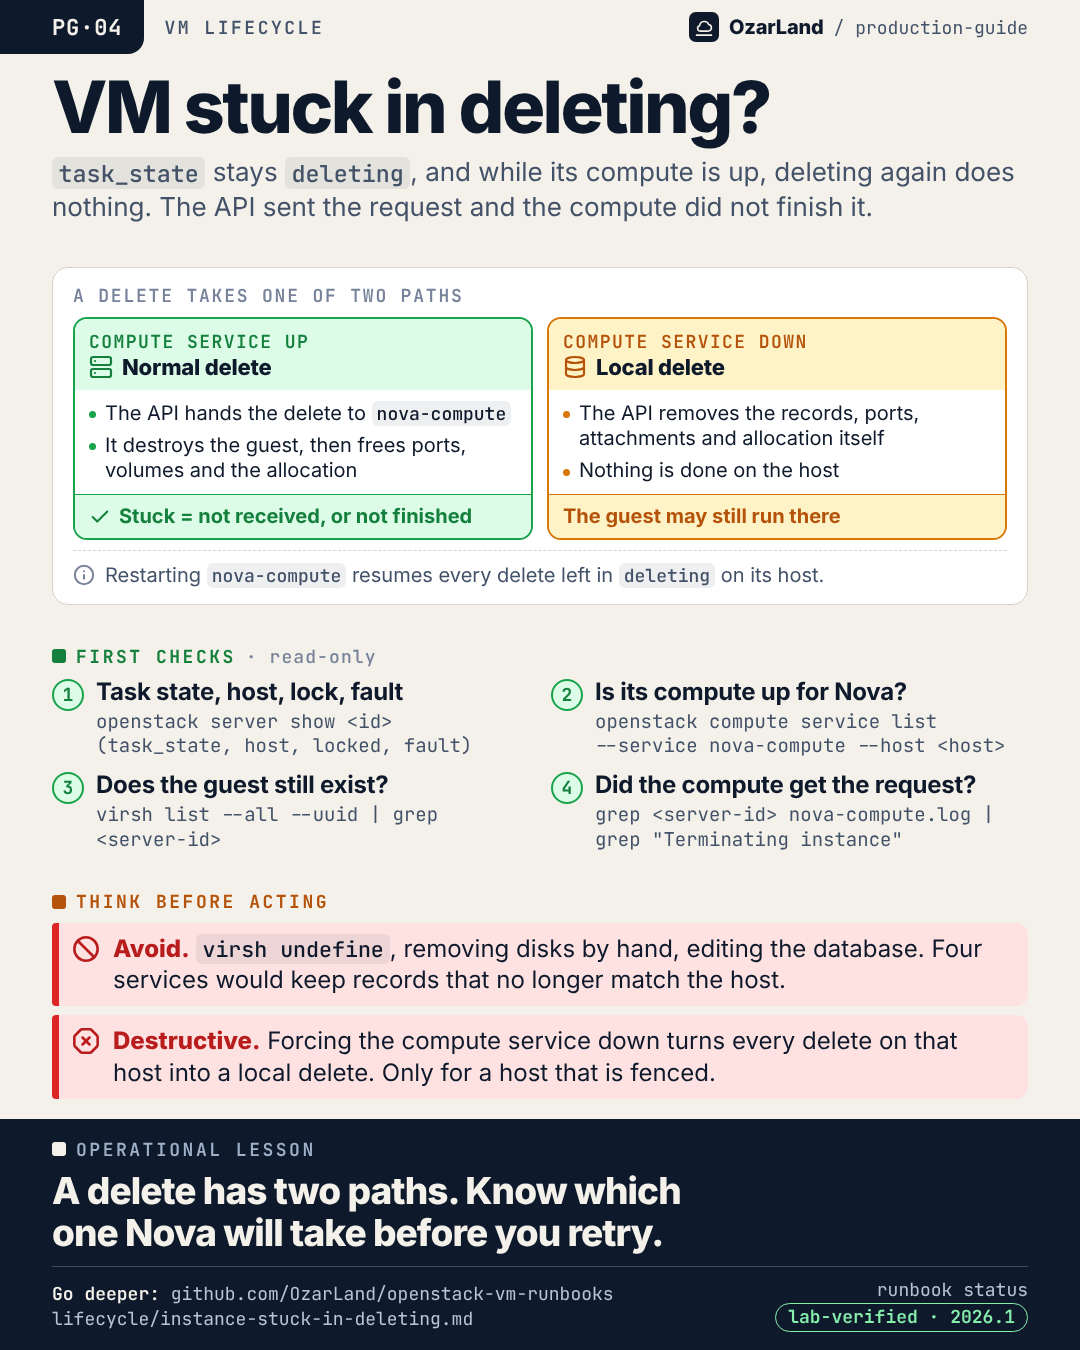 PG·04 VM LIFECYCLE OzarLand / production-guide
VM stuck in deleting?
task_state stays deleting, and while its compute is up, deleting again does
nothing. The API sent the request and the compute did not finish it.
A DELETE TAKES ONE OF TWO PATHS
COMPUTE SERVICE UP
Normal delete
The API hands the delete to nova-compute
It destroys the guest, then frees ports,
volumes and the allocation
Stuck = not received, or not finished
COMPUTE SERVICE DOWN
Local delete
The API removes the records, ports,
attachments and allocation itself
Nothing is done on the host
The guest may still run there
Restarting nova-compute resumes every delete left in deleting on its host.
FIRST CHECKS · read-only
1 Task state, host, lock, fault
openstack server show <id>
(task_state, host, locked, fault)
2 Is its compute up for Nova?
openstack compute service list
--service nova-compute --host <host>
3 Does the guest still exist?
virsh list --all --uuid | grep
<server-id>
4 Did the compute get the request?
grep <server-id> nova-compute.log |
grep "Terminating instance"
THINK BEFORE ACTING
Avoid. virsh undefine, removing disks by hand, editing the database. Four
services would keep records that no longer match the host.
Destructive. Forcing the compute service down turns every delete on that
host into a local delete. Only for a host that is fenced.
OPERATIONAL LESSON
A delete has two paths. Know which
one Nova will take before you retry.
Go deeper: github.com/OzarLand/openstack-vm-runbooks
lifecycle/instance-stuck-in-deleting.md
runbook status
lab-verified · 2026.1